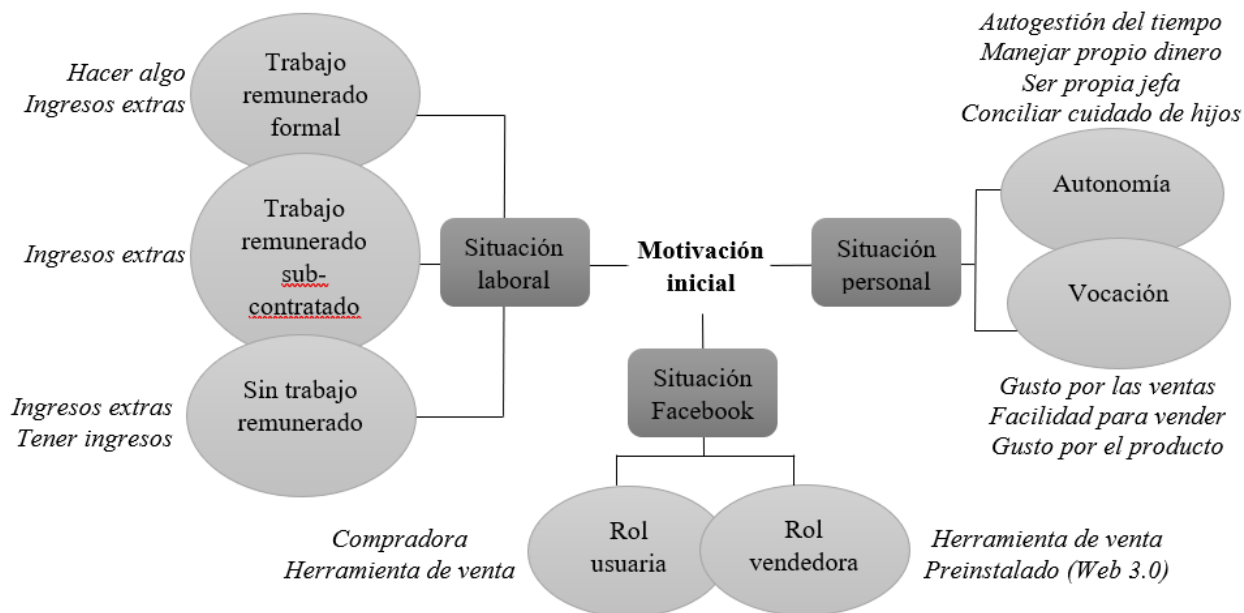 Autogestión del tiempo
Manejar propio dinero
Ser propia jefa
Conciliar cuidado de hijos
Hacer algo
Ingresos extras
Trabajo
remunerado
formal
Ingresos extras
Trabajo
remunerado
sub-
contratado
Ingresos extras
Tener ingresos
Sin trabajo
remunerado
Situación
laboral
Motivación
inicial
Situación
personal
Autonomía
Vocación
Gusto por las ventas
Facilidad para vender
Gusto por el producto
Situación
Facebook
Compradora
Herramienta de venta
Rol
usuaria
Rol
vendedora
Herramienta de venta
Preinstalado (Web 3.0)